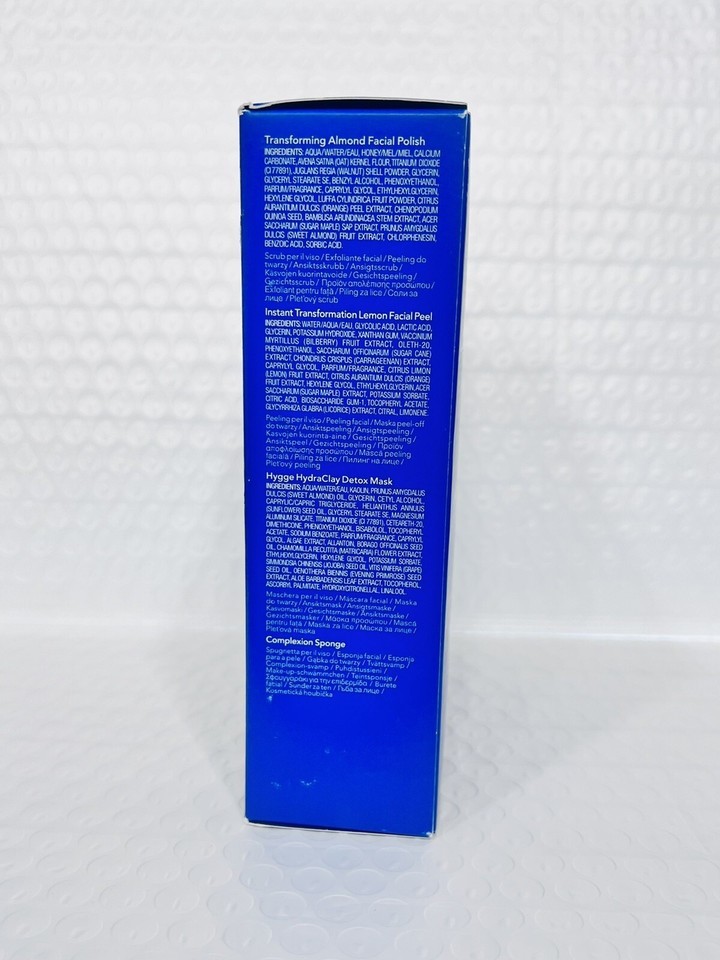 Transforming Almond Facial Polish
INGREDIENTS: AQUA/WATER/EAU, HONEY/MEL/MIEL, CALCIUM
CARBONATE, AVENA SATIVA (OAT) KERNEL FLOUR, TITANIUM DIOXIDE
(CI 77891), JUGLANS REGIA (WALNUT) SHELL POWDER, GLYCERIN,
GLYCERYL STEARATE SE, BENZYL ALCOHOL, PHENOXYETHANOL,
PARFUM/FRAGRANCE, CAPRYLYL GLYCOL, ETHYLHEXYLGLYCERIN,
HEXYLENE GLYCOL, LUFFA CYLINDRICA FRUIT POWDER, CITRUS
AURANTIUM DULCIS (ORANGE) PEEL EXTRACT, CHENOPODIUM
QUINOA SEED, BAMBUSA ARUNDINACEA STEM EXTRACT, ACER
SACCHARUM (SUGAR MAPLE) SAP EXTRACT, PRUNUS AMYGDALUS
DULCIS (SWEET ALMOND) FRUIT EXTRACT, CHLORPHENESIN,
BENZOIC ACID, SORBIC ACID.
Scrub per il viso / Exfoliante facial / Peeling do
twarzy / Ansiktsskrubb / Ansigtsscrub /
Kasvojen kuorintavoide / Gesichtspeeling /
Gezichtsscrub / Προϊόν απολέπισης προσώπου /
Exfoliant pentru față / Piling za lice / Соли за
лице / Pleťový scrub
Instant Transformation Lemon Facial Peel
INGREDIENTS: WATER/AQUA/EAU, GLYCOLIC ACID, LACTIC ACID,
GLYCERIN, POTASSIUM HYDROXIDE, XANTHAN GUM, VACCINIUM
MYRTILLUS (BILBERRY) FRUIT EXTRACT, OLETH-20,
PHENOXYETHANOL, SACCHARUM OFFICINARUM (SUGAR CANE)
EXTRACT, CHONDRUS CRISPUS (CARRAGEENAN) EXTRACT,
CAPRYLYL GLYCOL, PARFUM/FRAGRANCE, CITRUS LIMON
(LEMON) FRUIT EXTRACT, CITRUS AURANTIUM DULCIS (ORANGE)
FRUIT EXTRACT, HEXYLENE GLYCOL, ETHYLHEXYLGLYCERIN, ACER
SACCHARUM (SUGAR MAPLE) EXTRACT, POTASSIUM SORBATE,
CITRIC ACID, BIOSACCHARIDE GUM-1, TOCOPHERYL ACETATE,
GLYCYRRHIZA GLABRA (LICORICE) EXTRACT, CITRAL, LIMONENE.
Peeling per il viso / Peeling facial / Maska peel-off
do twarzy / Ansiktspeeling / Ansigtspeeling /
Kasvojen kuorinta-aine / Gesichtspeeling /
Ansiktspeel / Gezichtspeeling / Προϊόν
απολέπισης προσώπου / Mască peeling
facială / Piling za lice / Пилинг на лице /
Pleťový peeling
Hygge HydraClay Detox Mask
INGREDIENTS: AQUA/WATER/EAU, KAOLIN, PRUNUS AMYGDALUS
DULCIS (SWEET ALMOND) OIL, GLYCERIN, CETYL ALCOHOL,
CAPRYLIC/CAPRIC TRIGLYCERIDE, HELIANTHUS ANNUUS
(SUNFLOWER) SEED OIL, GLYCERYL STEARATE SE, MAGNESIUM
ALUMINUM SILICATE, TITANIUM DIOXIDE (CI 77891), CETEARETH-20,
DIMETHICONE, PHENOXYETHANOL, BISABOLOL, TOCOPHERYL
ACETATE, SODIUM BENZOATE, PARFUM/FRAGRANCE, CAPRYLYL
GLYCOL, ALGAE EXTRACT, ALLANTOIN, BORAGO OFFICINALIS SEED
OIL, CHAMOMILLA RECUTITA (MATRICARIA) FLOWER EXTRACT,
ETHYLHEXYLGLYCERIN, HEXYLENE GLYCOL, POTASSIUM SORBATE,
SIMMONDSIA CHINENSIS (JOJOBA) SEED OIL, VITIS VINIFERA (GRAPE)
SEED OIL, OENOTHERA BIENNIS (EVENING PRIMROSE) SEED
EXTRACT, ALOE BARBADENSIS LEAF EXTRACT, TOCOPHEROL,
ASCORBYL PALMITATE, HYDROXYCITRONELLAL, LINALOOL.
Maschera per il viso / Máscara facial / Maska
do twarzy / Ansiktsmask / Ansigtsmaske /
Kasvomaski / Gesichtsmaske / Ansiktsmaske /
Gezichtsmasker / Μάσκα προσώπου / Mască
pentru față / Maska za lice / Маска за лице /
Pleťová maska
Complexion Sponge
Spugnetta per il viso / Esponja facial / Esponja
para a pele / Gąbka do twarzy / Tvättsvamp /
Complexion-svamp / Puhdistussieni /
Make-up-schwämmchen / Teintsponsje /
Σφουγγαράκι για την επιδερμίδα / Burete
facial / Sunđer za ten / Гъба за лице /
Kosmetická houbička